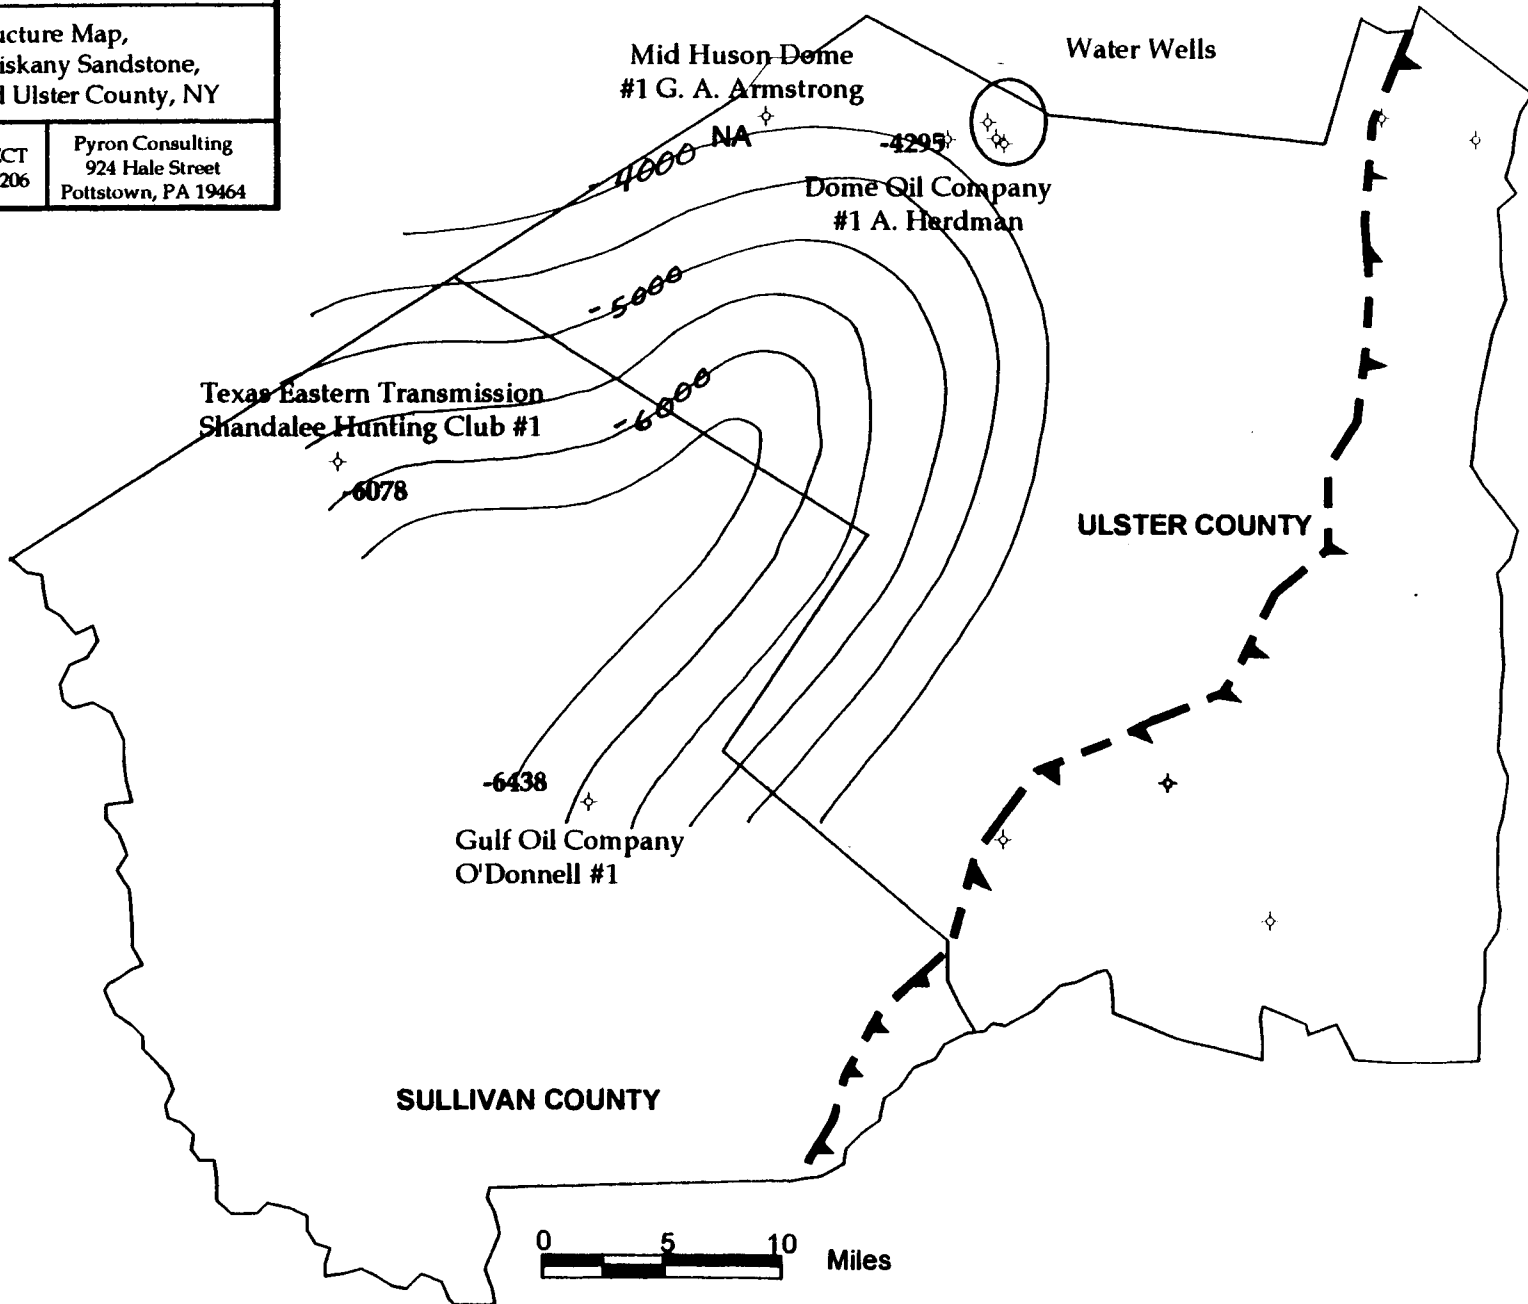 ucture Map,
iskany Sandstone,
d Ulster County, NY
CT
206
Pyron Consulting
924 Hale Street
Pottstown, PA 19464
Mid Huson Dome
#1 G. A. Armstrong
Water Wells
NA
-4295
-4000
Dome Oil Company
#1 A. Herdman
-5000
Texas Eastern Transmission
Shandalee Hunting Club #1
-6000
-6078
ULSTER COUNTY
-6438
Gulf Oil Company
O'Donnell #1
SULLIVAN COUNTY
0 5 10
Miles